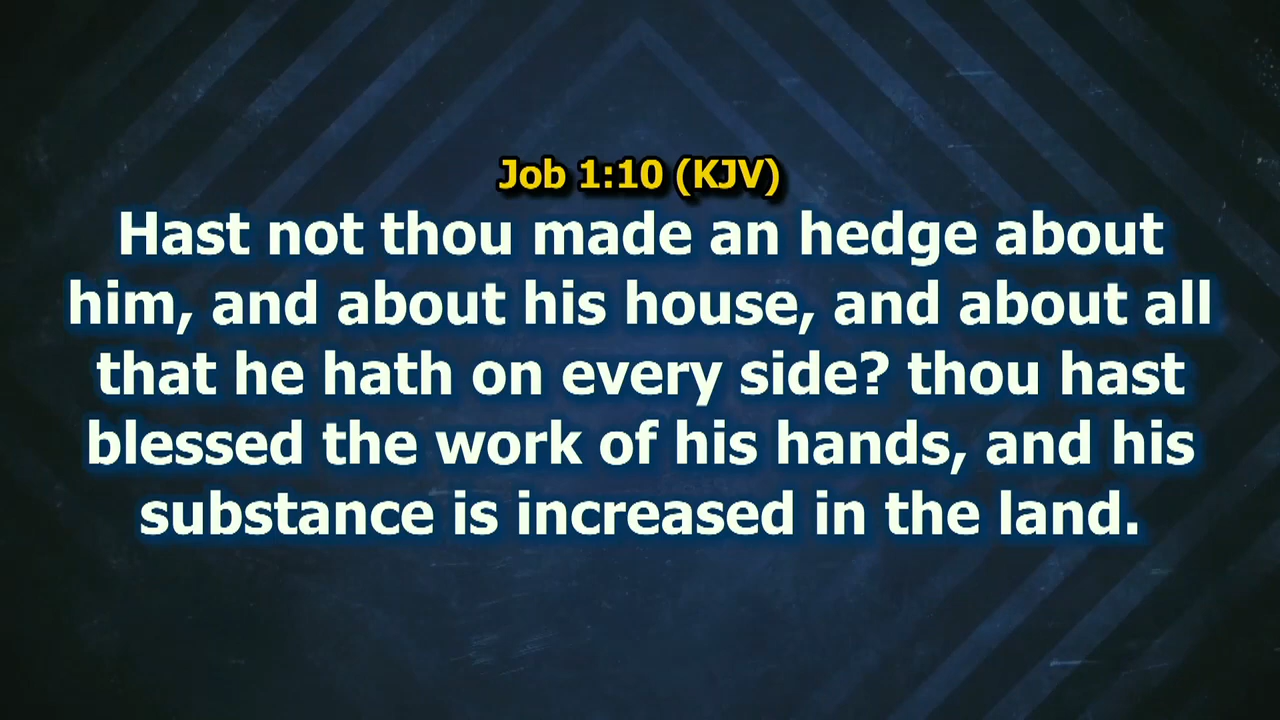 Job 1:10 (KJV)
Hast not thou made an hedge about
him, and about his house, and about all
that he hath on every side? thou hast
blessed the work of his hands, and his
substance is increased in the land.